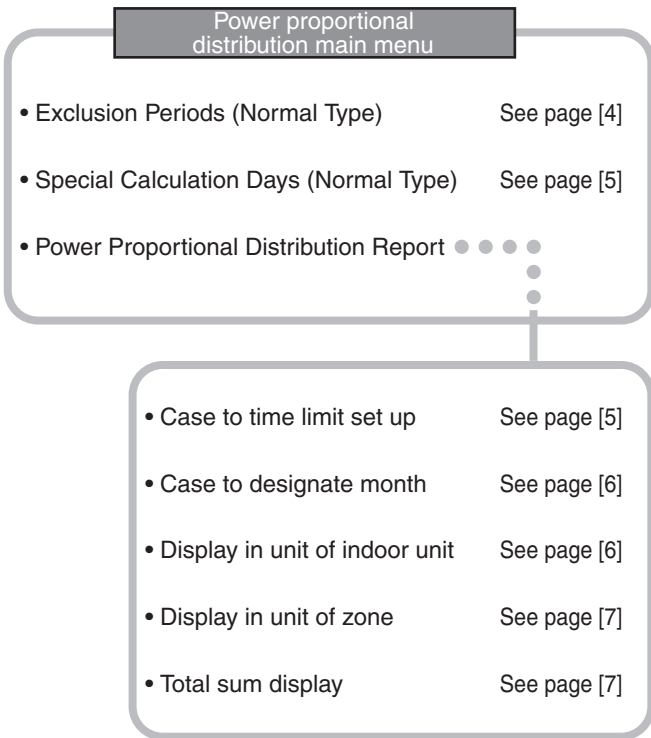 Power proportional
distribution main menu
• Exclusion Periods (Normal Type) See page [4]
• Special Calculation Days (Normal Type) See page [5]
• Power Proportional Distribution Report
• Case to time limit set up See page [5]
• Case to designate month See page [6]
• Display in unit of indoor unit See page [6]
• Display in unit of zone See page [7]
• Total sum display See page [7]